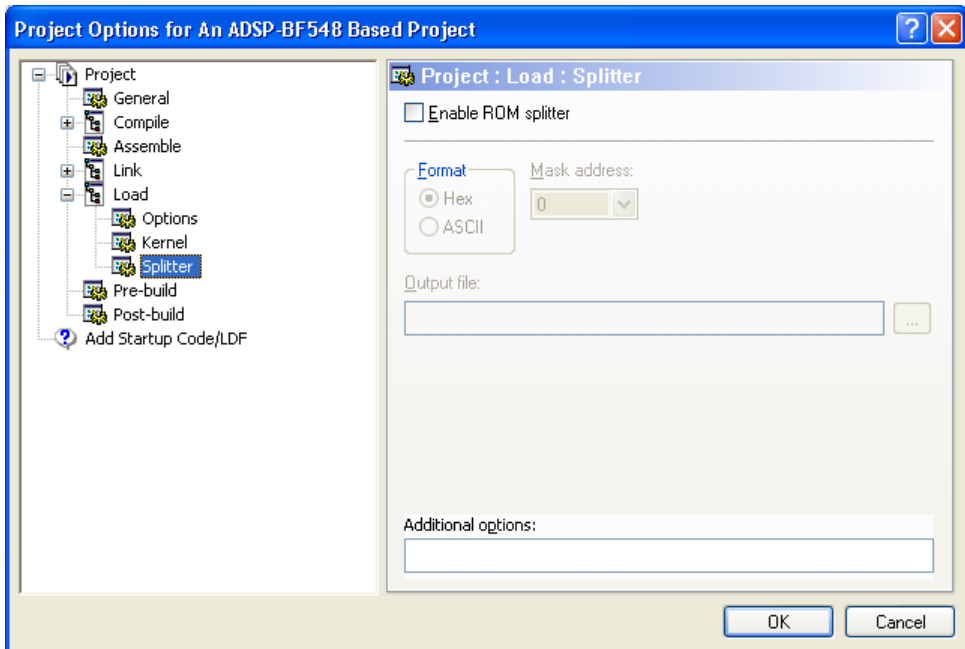 Project Options for An ADSP-BF548 Based Project
Project
General
Compile
Assemble
Link
Load
Options
Kernel
Splitter
Pre-build
Post-build
Add Startup Code/LDF
Project : Load : Splitter
Enable ROM splitter
Format
Hex
ASCII
Mask address:
0
Output file:
...
Additional options:
OK
Cancel